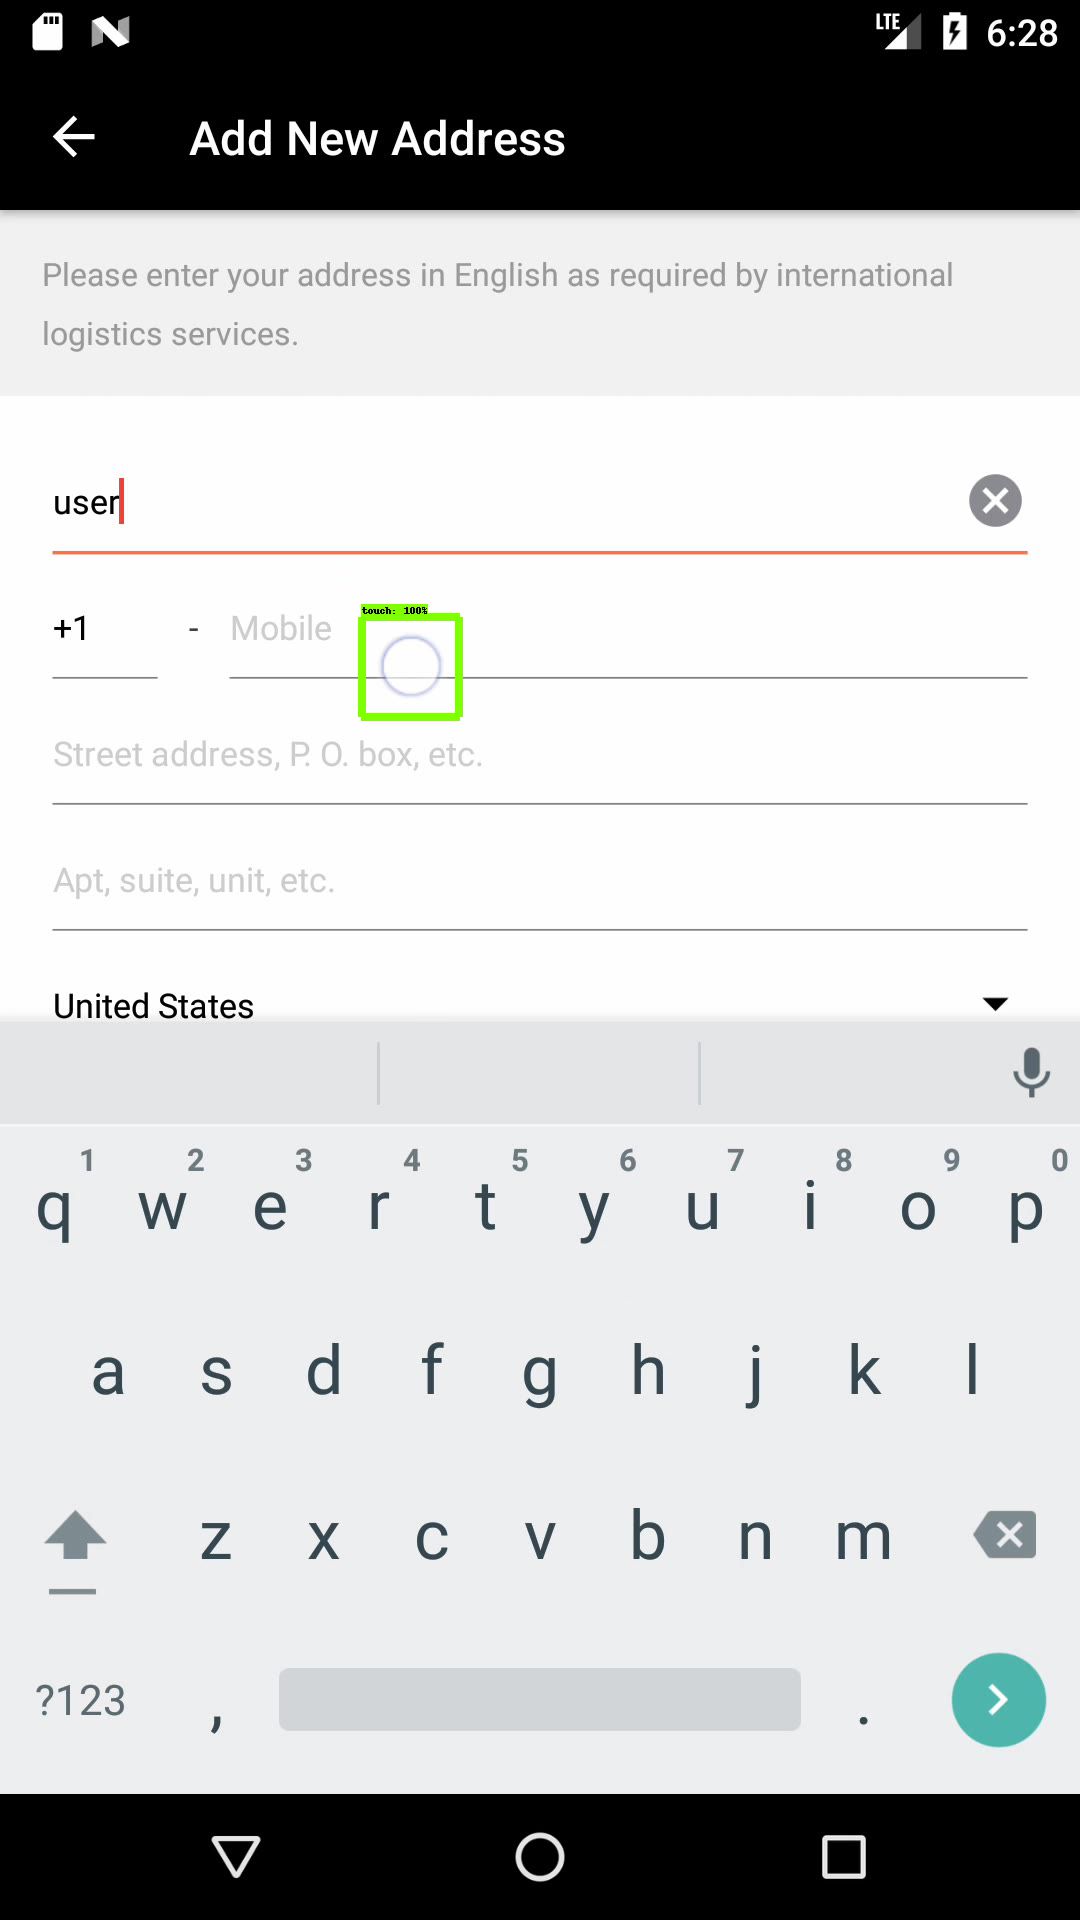 LTE 6:28
Add New Address
Please enter your address in English as required by international
logistics services.
user
touch: 100%
+1 - Mobile
Street address, P. O. box, etc.
Apt, suite, unit, etc.
United States
1 2 3 4 5 6 7 8 9 0
q w e r t y u i o p
a s d f g h j k l
z x c v b n m
?123 , .